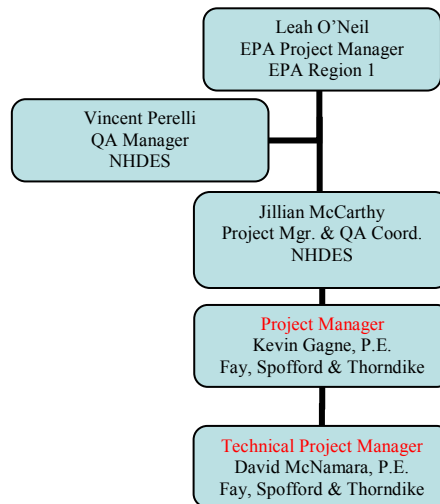 Leah O’Neil
EPA Project Manager
EPA Region 1
Vincent Perelli
QA Manager
NHDES
Jillian McCarthy
Project Mgr. & QA Coord.
NHDES
Project Manager
Kevin Gagne, P.E.
Fay, Spofford & Thorndike
Technical Project Manager
David McNamara, P.E.
Fay, Spofford & Thorndike